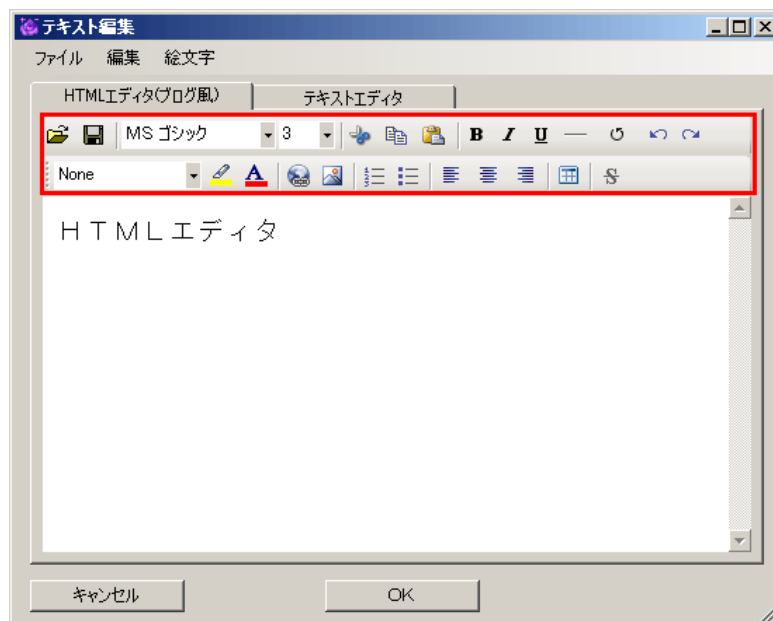 テキスト編集
ファイル 編集 絵文字
HTMLエディタ(ブログ風) テキストエディタ
MS ゴシック 3 B I U
None A S
HTMLエディタ
キャンセル OK